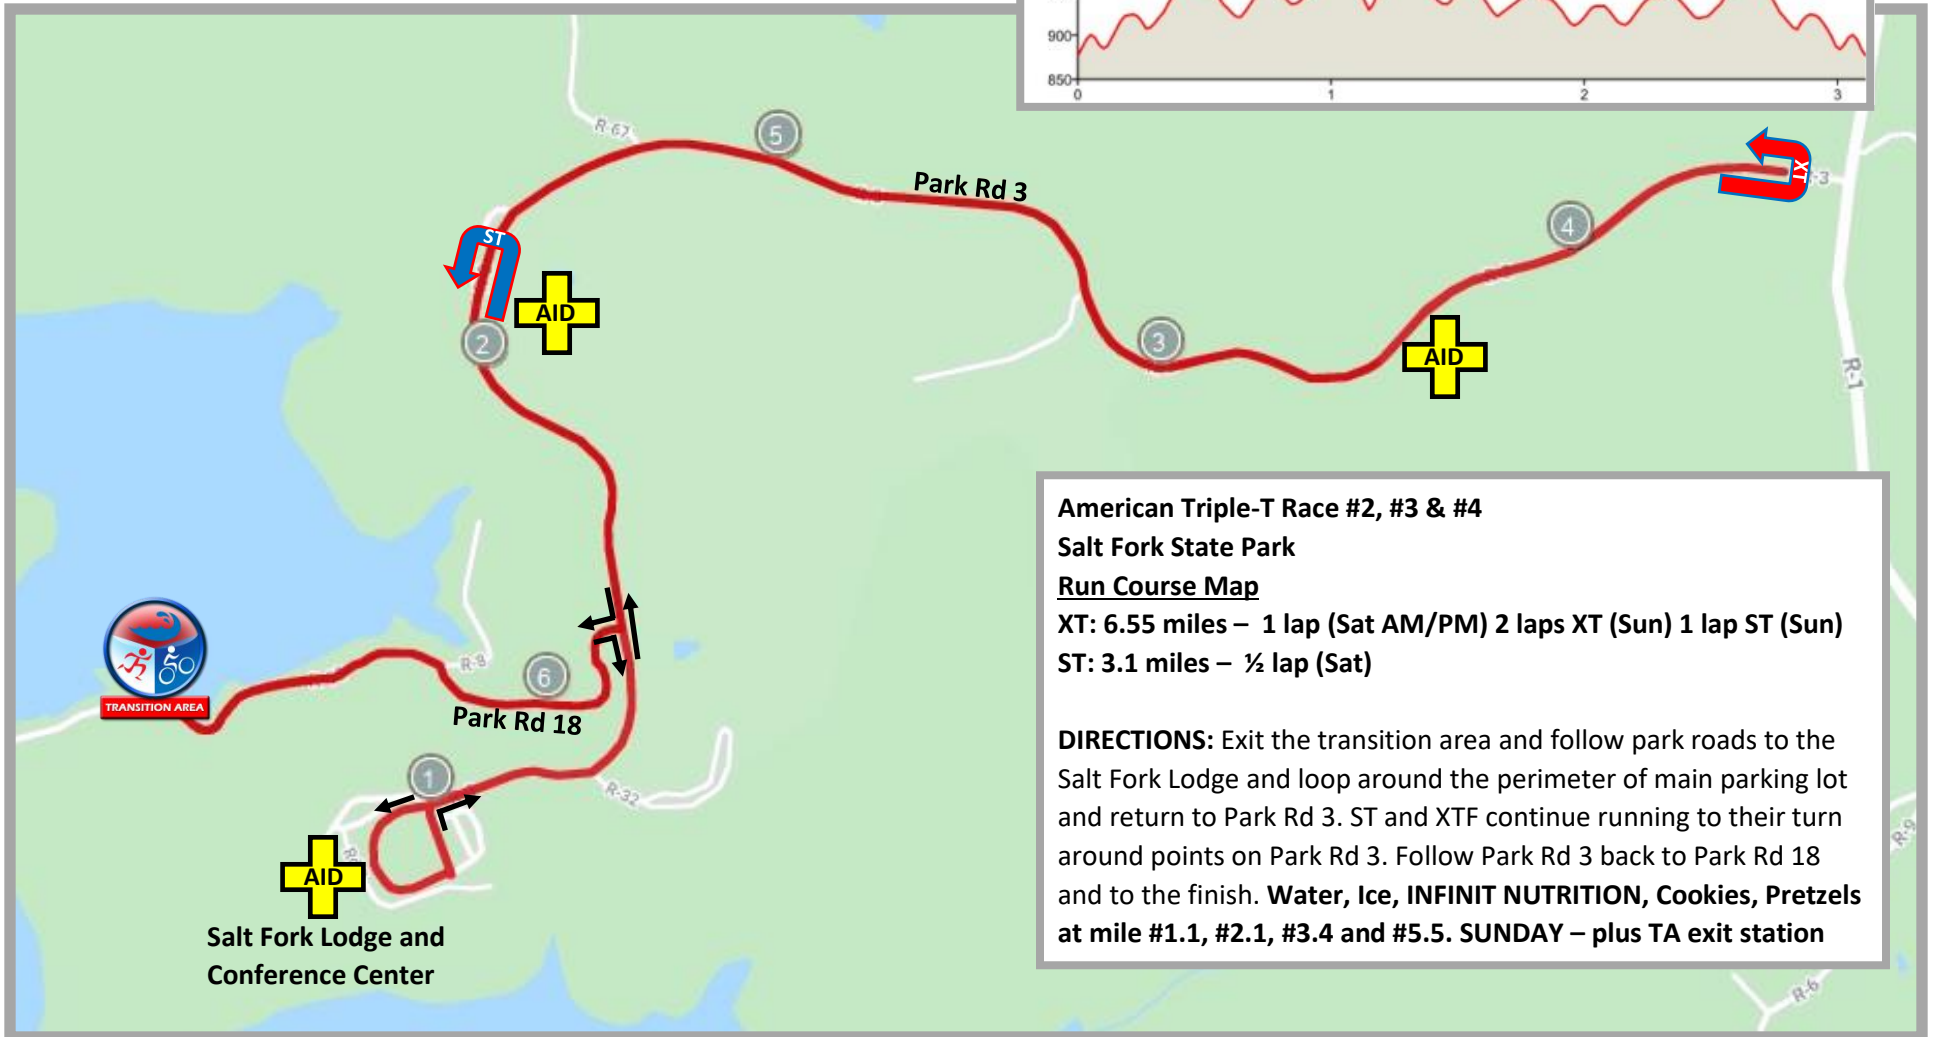 900
850
0
1
2
3
R-67
5
Park Rd 3
XT
R-3
4
ST
AID
2
3
AID
R-1
American Triple-T Race #2, #3 & #4
Salt Fork State Park
Run Course Map
XT: 6.55 miles – 1 lap (Sat AM/PM) 2 laps XT (Sun) 1 lap ST (Sun)
ST: 3.1 miles – ½ lap (Sat)
DIRECTIONS: Exit the transition area and follow park roads to the
Salt Fork Lodge and loop around the perimeter of main parking lot
and return to Park Rd 3. ST and XTF continue running to their turn
around points on Park Rd 3. Follow Park Rd 3 back to Park Rd 18
and to the finish. Water, Ice, INFINIT NUTRITION, Cookies, Pretzels
at mile #1.1, #2.1, #3.4 and #5.5. SUNDAY – plus TA exit station
TRANSITION AREA
R-8
6
Park Rd 18
1
R-32
AID
Salt Fork Lodge and
Conference Center
R-9
R-6